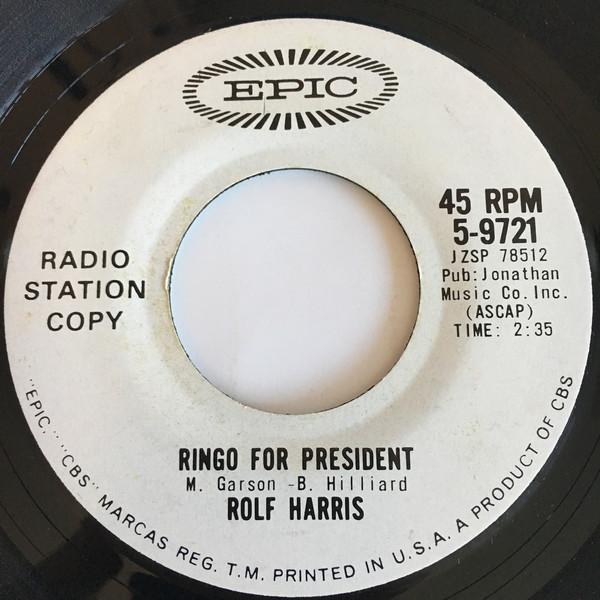 EPIC
RADIO
STATION
COPY
45 RPM
5-9721
JZSP 78512
Pub:Jonathan
Music Co. Inc.
(ASCAP)
TIME: 2:35
RINGO FOR PRESIDENT
M. Garson -B. Hilliard
ROLF HARRIS
"EPIC," "CBS" MARCAS REG. T.M. PRINTED IN U.S.A. A PRODUCT OF CBS